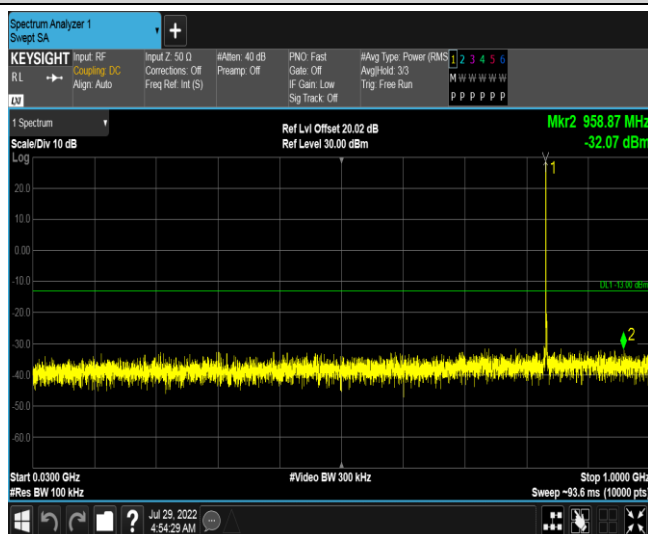 Spectrum Analyzer 1
Swept SA
+
KEYSIGHT Input: RF Input Z: 50 Ω #Atten: 40 dB PNO: Fast #Avg Type: Power (RMS 1 2 3 4 5 6
RL Coupling: DC Corrections: Off Preamp: Off Gate: Off Avg|Hold: 3/3 M W W W W W
Align: Auto Freq Ref: Int (S) IF Gain: Low Trig: Free Run
LXI Sig Track: Off P P P P P P
1 Spectrum Ref Lvl Offset 20.02 dB Mkr2 958.87 MHz
Scale/Div 10 dB Ref Level 30.00 dBm -32.07 dBm
Log
1
20.0
10.0
0.00
-10.0
DL1 -13.00 dBm
-20.0
-30.0
2
-40.0
-50.0
-60.0
Start 0.0300 GHz #Video BW 300 kHz Stop 1.0000 GHz
#Res BW 100 kHz Sweep ~93.6 ms (10000 pts)
? Jul 29, 2022
4:54:29 AM